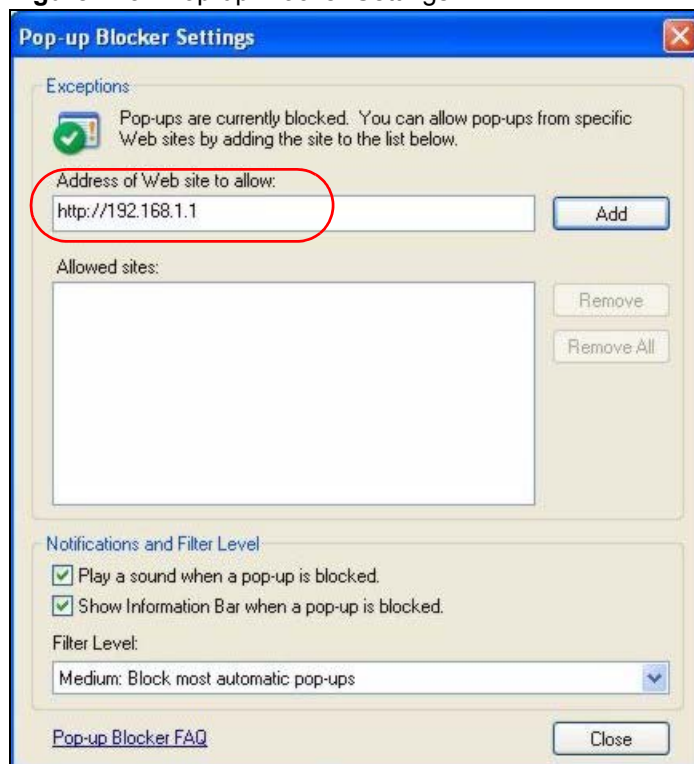 Pop-up Blocker Settings
Exceptions
Pop-ups are currently blocked. You can allow pop-ups from specific
Web sites by adding the site to the list below.
Address of Web site to allow:
http://192.168.1.1
Add
Allowed sites:
Remove
Remove All
Notifications and Filter Level
Play a sound when a pop-up is blocked.
Show Information Bar when a pop-up is blocked.
Filter Level:
Medium: Block most automatic pop-ups
Pop-up Blocker FAQ
Close